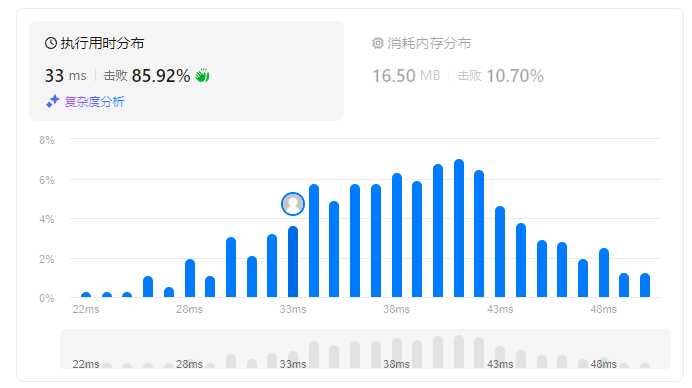 执行用时分布
消耗内存分布
33 ms 击败 85.92%
16.50 MB 击败 10.70%
复杂度分析
8%
6%
4%
2%
0%
22ms 28ms 33ms 38ms 43ms 48ms
22ms 28ms 33ms 38ms 43ms 48ms